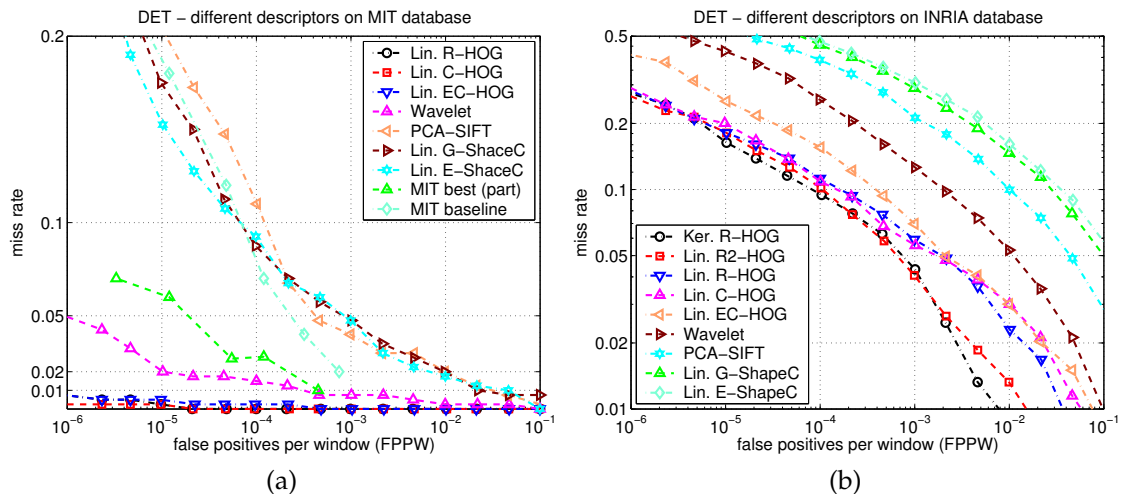 DET − different descriptors on MIT database
0.2
0.1
0.05
0.02
0.01
miss rate
10−6
10−5
10−4
10−3
10−2
10−1
false positives per window (FPPW)
Lin. R−HOG
Lin. C−HOG
Lin. EC−HOG
Wavelet
PCA−SIFT
Lin. G−ShaceC
Lin. E−ShaceC
MIT best (part)
MIT baseline
(a)
DET − different descriptors on INRIA database
0.5
0.2
0.1
0.05
0.02
0.01
miss rate
10−6
10−5
10−4
10−3
10−2
10−1
false positives per window (FPPW)
Ker. R−HOG
Lin. R2−HOG
Lin. R−HOG
Lin. C−HOG
Lin. EC−HOG
Wavelet
PCA−SIFT
Lin. G−ShapeC
Lin. E−ShapeC
(b)